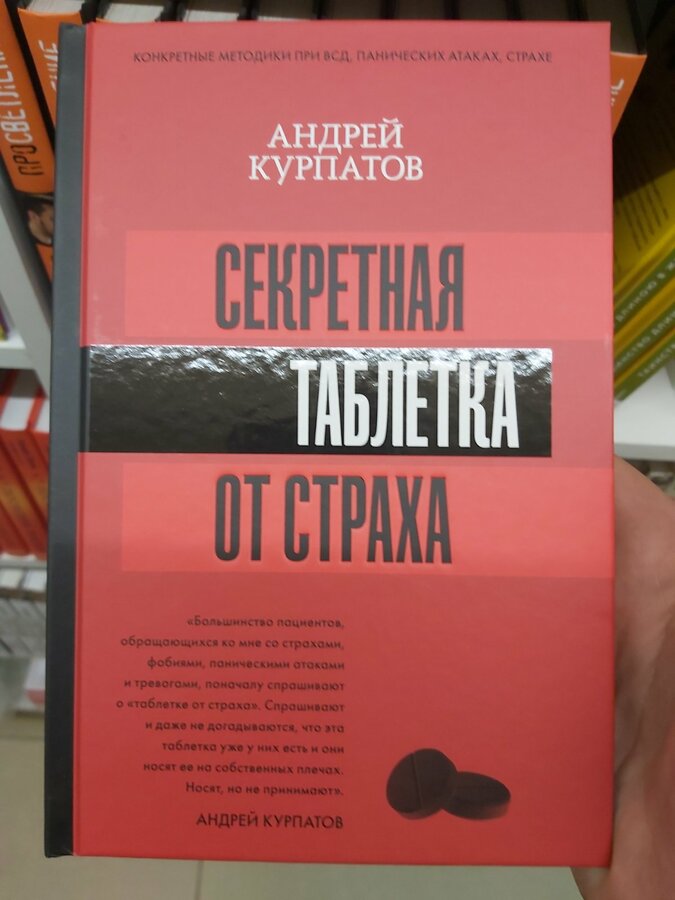 КОНКРЕТНЫЕ МЕТОДИКИ ПРИ ВСД, ПАНИЧЕСКИХ АТАКАХ, СТРАХЕ
АНДРЕЙ
КУРПАТОВ
СЕКРЕТНАЯ
ТАБЛЕТКА
ОТ СТРАХА
«Большинство пациентов,
обращающихся ко мне со страхами,
фобиями, паническими атаками
и тревогами, поначалу спрашивают
о «таблетке от страха». Спрашивают
и даже не догадываются, что эта
таблетка уже у них есть и они
носят ее на собственных плечах.
Носят, но не принимают».
АНДРЕЙ КУРПАТОВ